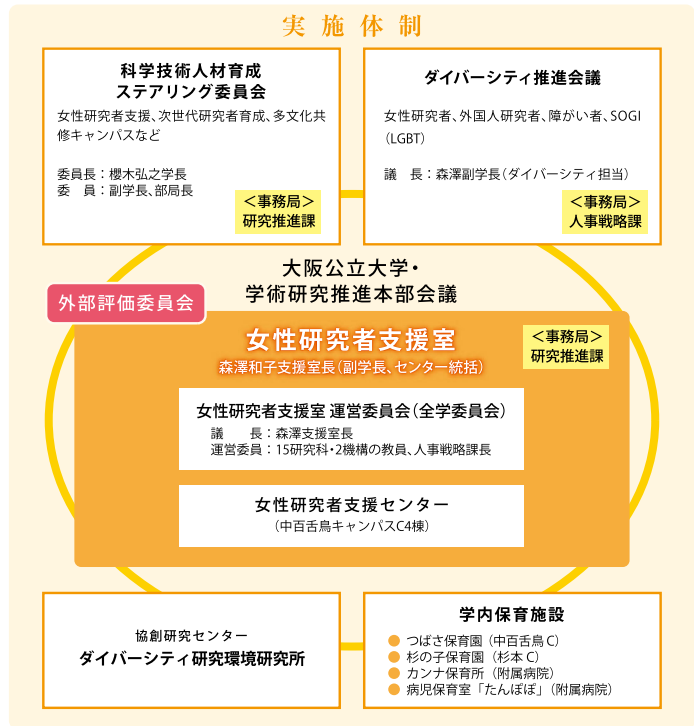 実施体制
科学技術人材育成
ステアリング委員会
女性研究者支援、次世代研究者育成、多文化共
修キャンパスなど
委員長：櫻木弘之学長
委　員：副学長、部局長
＜事務局＞
研究推進課
ダイバーシティ推進会議
女性研究者、外国人研究者、障がい者、SOGI
（LGBT）
議　長：森澤副学長（ダイバーシティ担当）
＜事務局＞
人事戦略課
大阪公立大学・
学術研究推進本部会議
外部評価委員会
女性研究者支援室
森澤和子支援室長（副学長、センター統括）
＜事務局＞
研究推進課
女性研究者支援室 運営委員会（全学委員会）
議　　長：森澤支援室長
運営委員：15研究科・2機構の教員、人事戦略課長
女性研究者支援センター
（中百舌鳥キャンパスC4棟）
協創研究センター
ダイバーシティ研究環境研究所
学内保育施設
● つばさ保育園（中百舌鳥 C）
● 杉の子保育園（杉本 C）
● カンナ保育所（附属病院）
● 病児保育室「たんぽぽ」（附属病院）